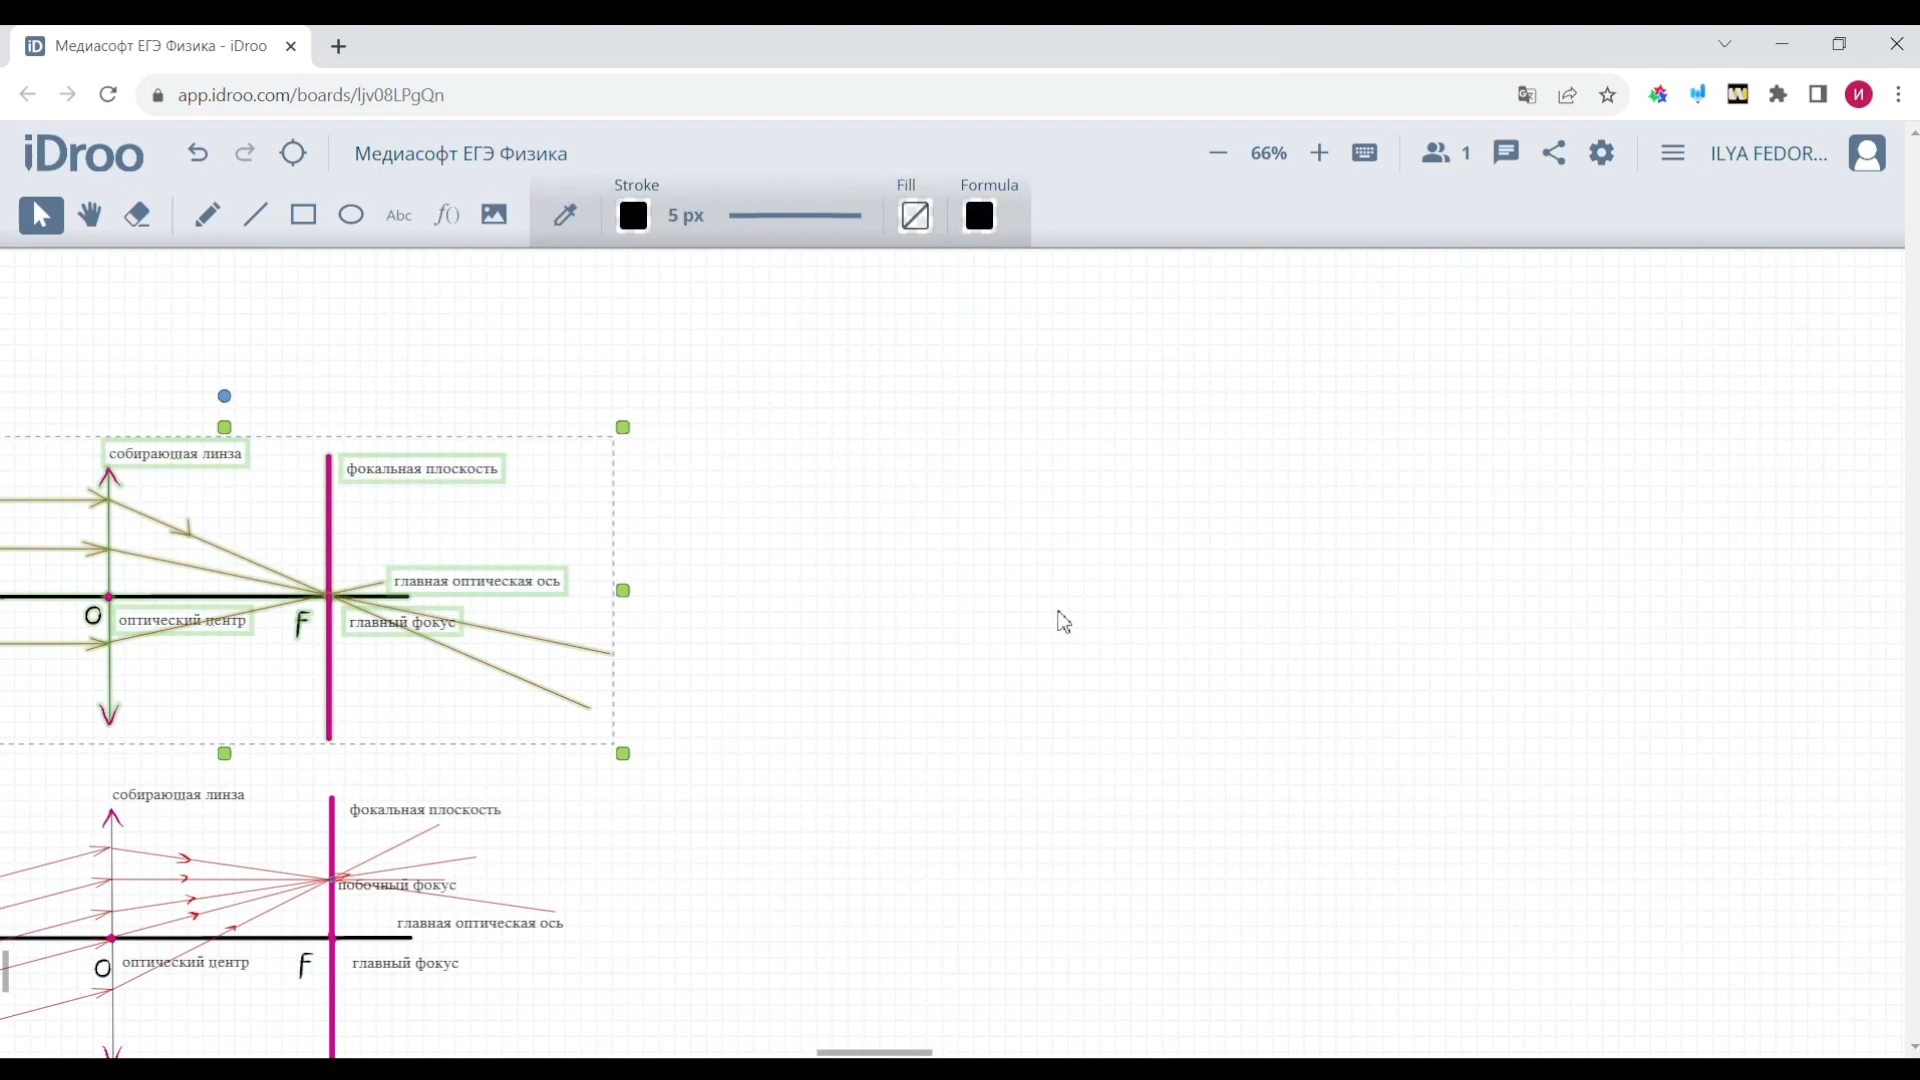 Медиасофт ЕГЭ Физика - iDroo
app.idroo.com/boards/ljv08LPgQn
И
iDroo
Медиасофт ЕГЭ Физика
66%
1
ILYA FEDOR...
Abc
f()
Stroke
5 px
Fill
Formula
собирающая линза
фокальная плоскость
главная оптическая ось
O
оптический центр
F
главный фокус
собирающая линза
фокальная плоскость
побочный фокус
главная оптическая ось
O
оптический центр
F
главный фокус